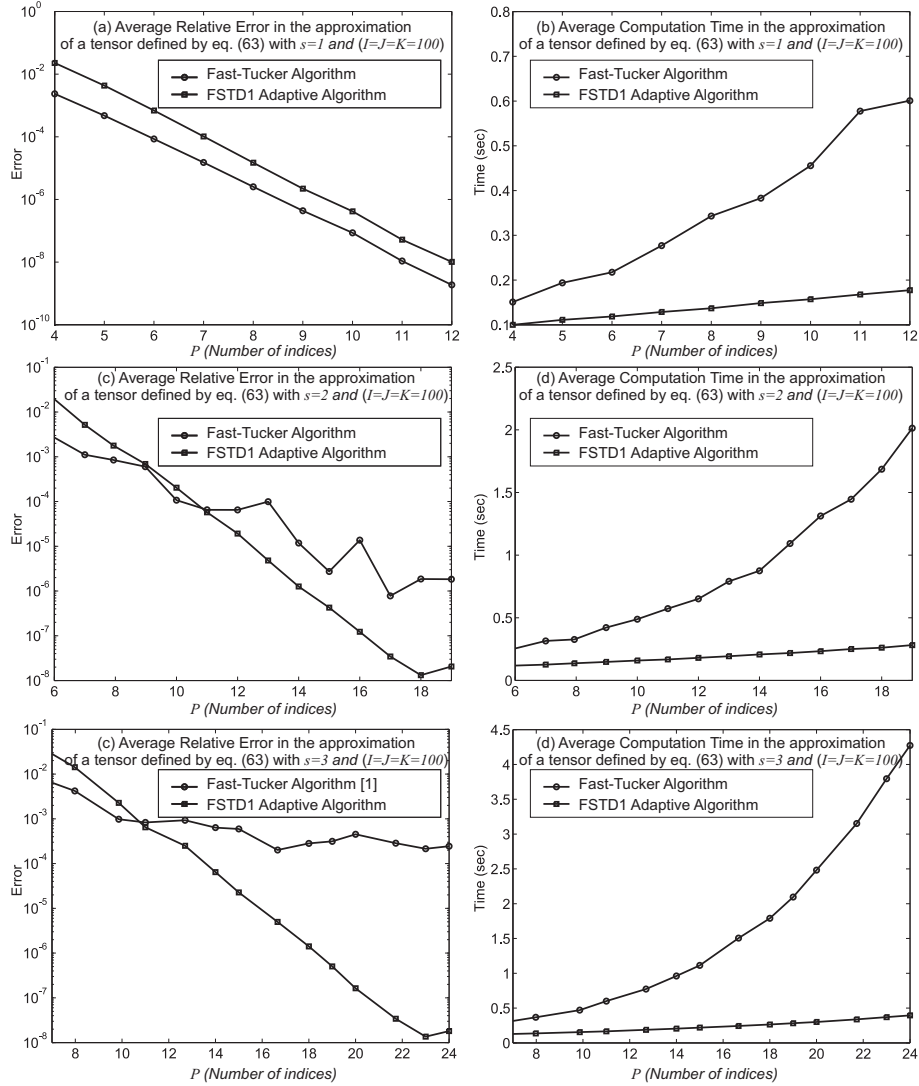 (a) Average Relative Error in the approximation
of a tensor defined by eq. (63) with s=1 and (I=J=K=100)
Fast-Tucker Algorithm
FSTD1 Adaptive Algorithm
Error
10^0
10^-2
10^-4
10^-6
10^-8
10^-10
4 5 6 7 8 9 10 11 12
P (Number of indices)
(b) Average Computation Time in the approximation
of a tensor defined by eq. (63) with s=1 and (I=J=K=100)
Fast-Tucker Algorithm
FSTD1 Adaptive Algorithm
Time (sec)
0.8
0.7
0.6
0.5
0.4
0.3
0.2
0.1
4 5 6 7 8 9 10 11 12
P (Number of indices)
(c) Average Relative Error in the approximation
of a tensor defined by eq. (63) with s=2 and (I=J=K=100)
Fast-Tucker Algorithm
FSTD1 Adaptive Algorithm
Error
10^-1
10^-2
10^-3
10^-4
10^-5
10^-6
10^-7
10^-8
6 8 10 12 14 16 18
P (Number of indices)
(d) Average Computation Time in the approximation
of a tensor defined by eq. (63) with s=2 and (I=J=K=100)
Fast-Tucker Algorithm
FSTD1 Adaptive Algorithm
Time (sec)
2.5
2
1.5
1
0.5
0
6 8 10 12 14 16 18
P (Number of indices)
(c) Average Relative Error in the approximation
of a tensor defined by eq. (63) with s=3 and (I=J=K=100)
Fast-Tucker Algorithm [1]
FSTD1 Adaptive Algorithm
Error
10^-1
10^-2
10^-3
10^-4
10^-5
10^-6
10^-7
10^-8
8 10 12 14 16 18 20 22 24
P (Number of indices)
(d) Average Computation Time in the approximation
of a tensor defined by eq. (63) with s=3 and (I=J=K=100)
Fast-Tucker Algorithm
FSTD1 Adaptive Algorithm
Time (sec)
4.5
4
3.5
3
2.5
2
1.5
1
0.5
0
8 10 12 14 16 18 20 22 24
P (Number of indices)